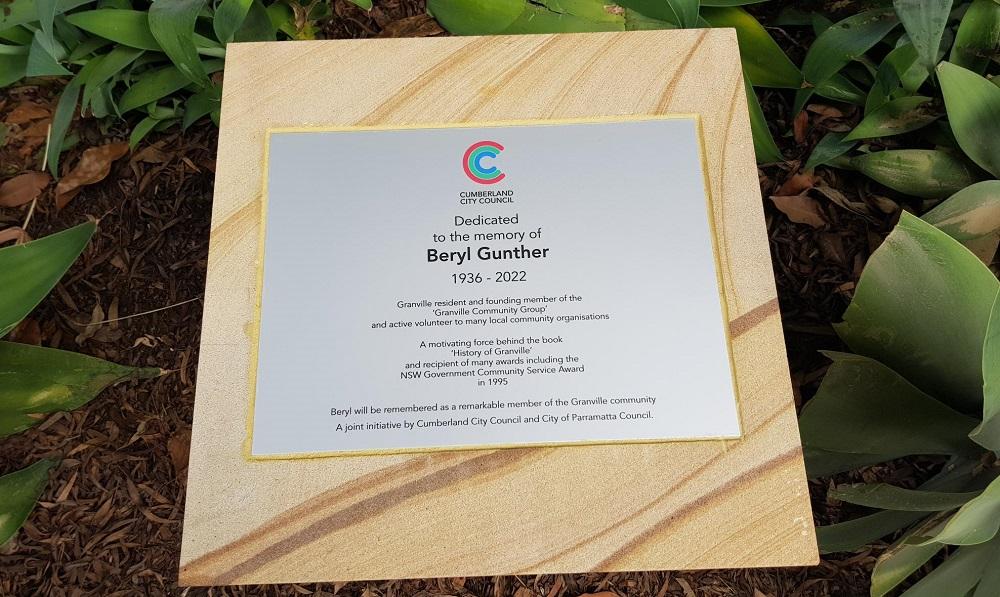 CUMBERLAND
CITY COUNCIL
Dedicated
to the memory of
Beryl Gunther
1936 - 2022
Granville resident and founding member of the
'Granville Community Group'
and active volunteer to many local community organisations
A motivating force behind the book
'History of Granville'
and recipient of many awards including the
NSW Government Community Service Award
in 1995
Beryl will be remembered as a remarkable member of the Granville community
A joint initiative by Cumberland City Council and City of Parramatta Council.